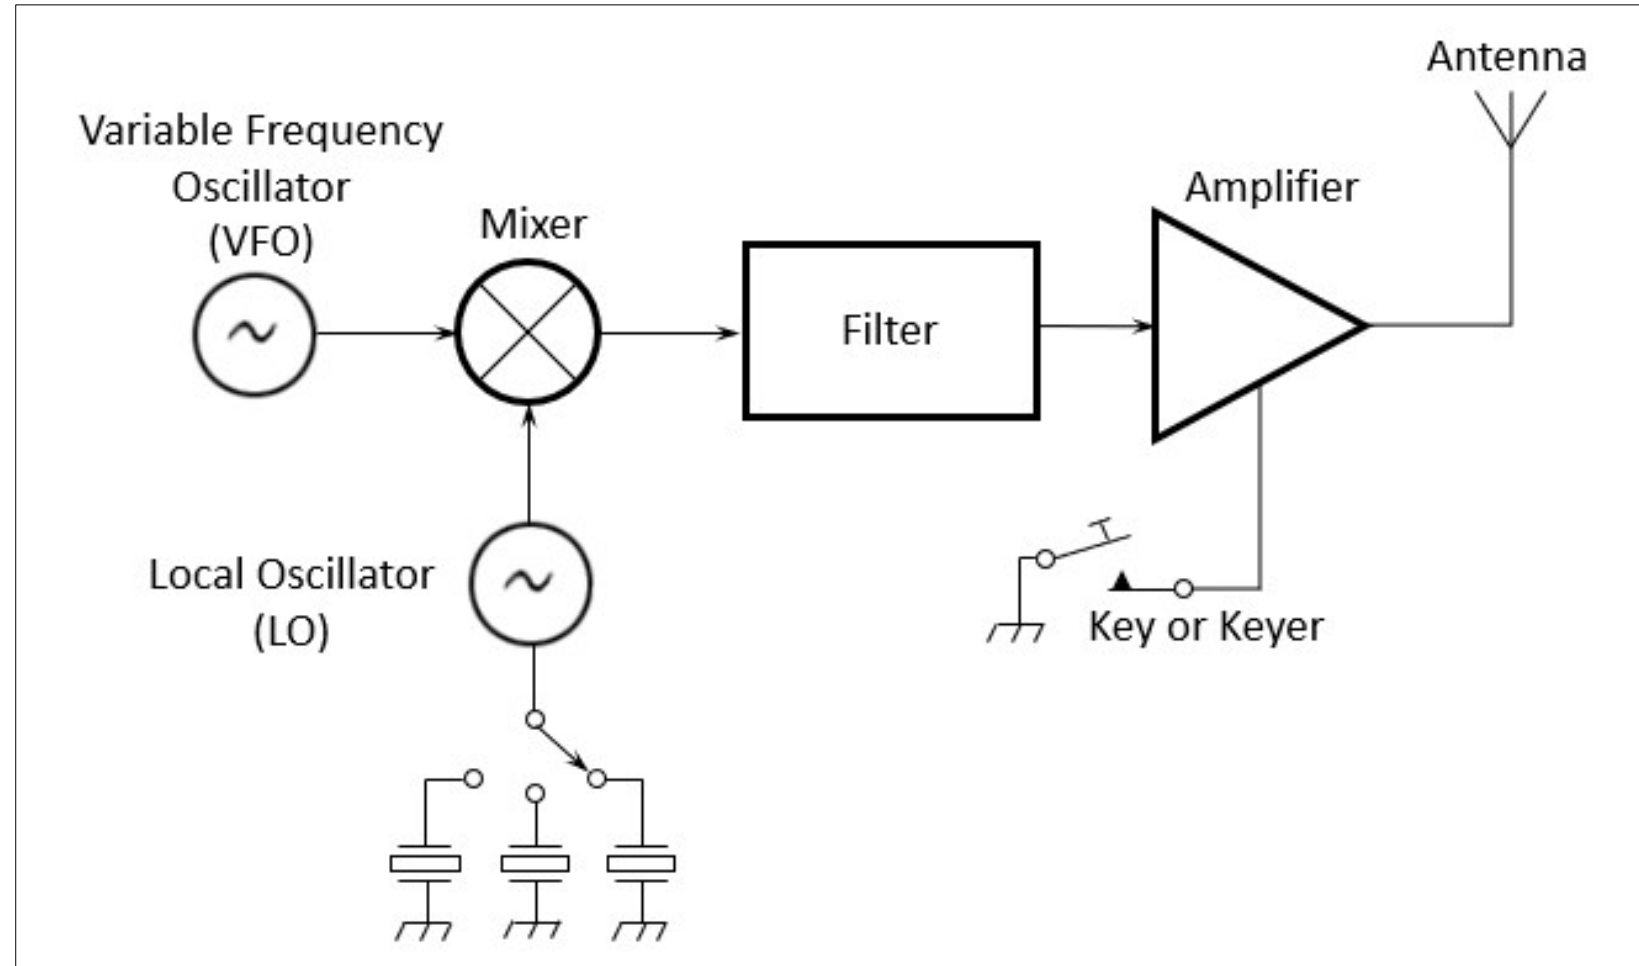 Antenna
Variable Frequency
Oscillator
(VFO)
Mixer
Amplifier
Filter
Local Oscillator
(LO)
Key or Keyer